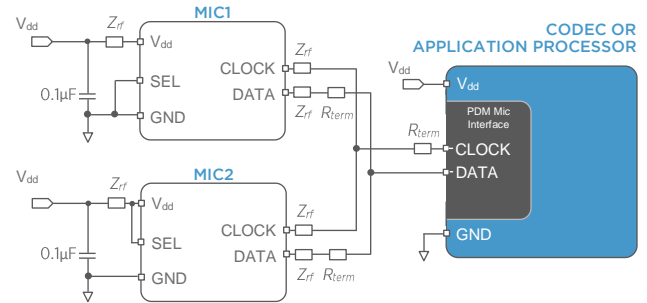 MIC1
Vdd
Zrf
Vdd
SEL
GND
0.1µF
CLOCK
DATA
Zrf
Zrf
Rterm
MIC2
Vdd
Zrf
Vdd
SEL
GND
0.1µF
CLOCK
DATA
Zrf
Zrf
Rterm
CODEC OR
APPLICATION PROCESSOR
Vdd
Vdd
PDM Mic
Interface
Rterm
CLOCK
DATA
GND